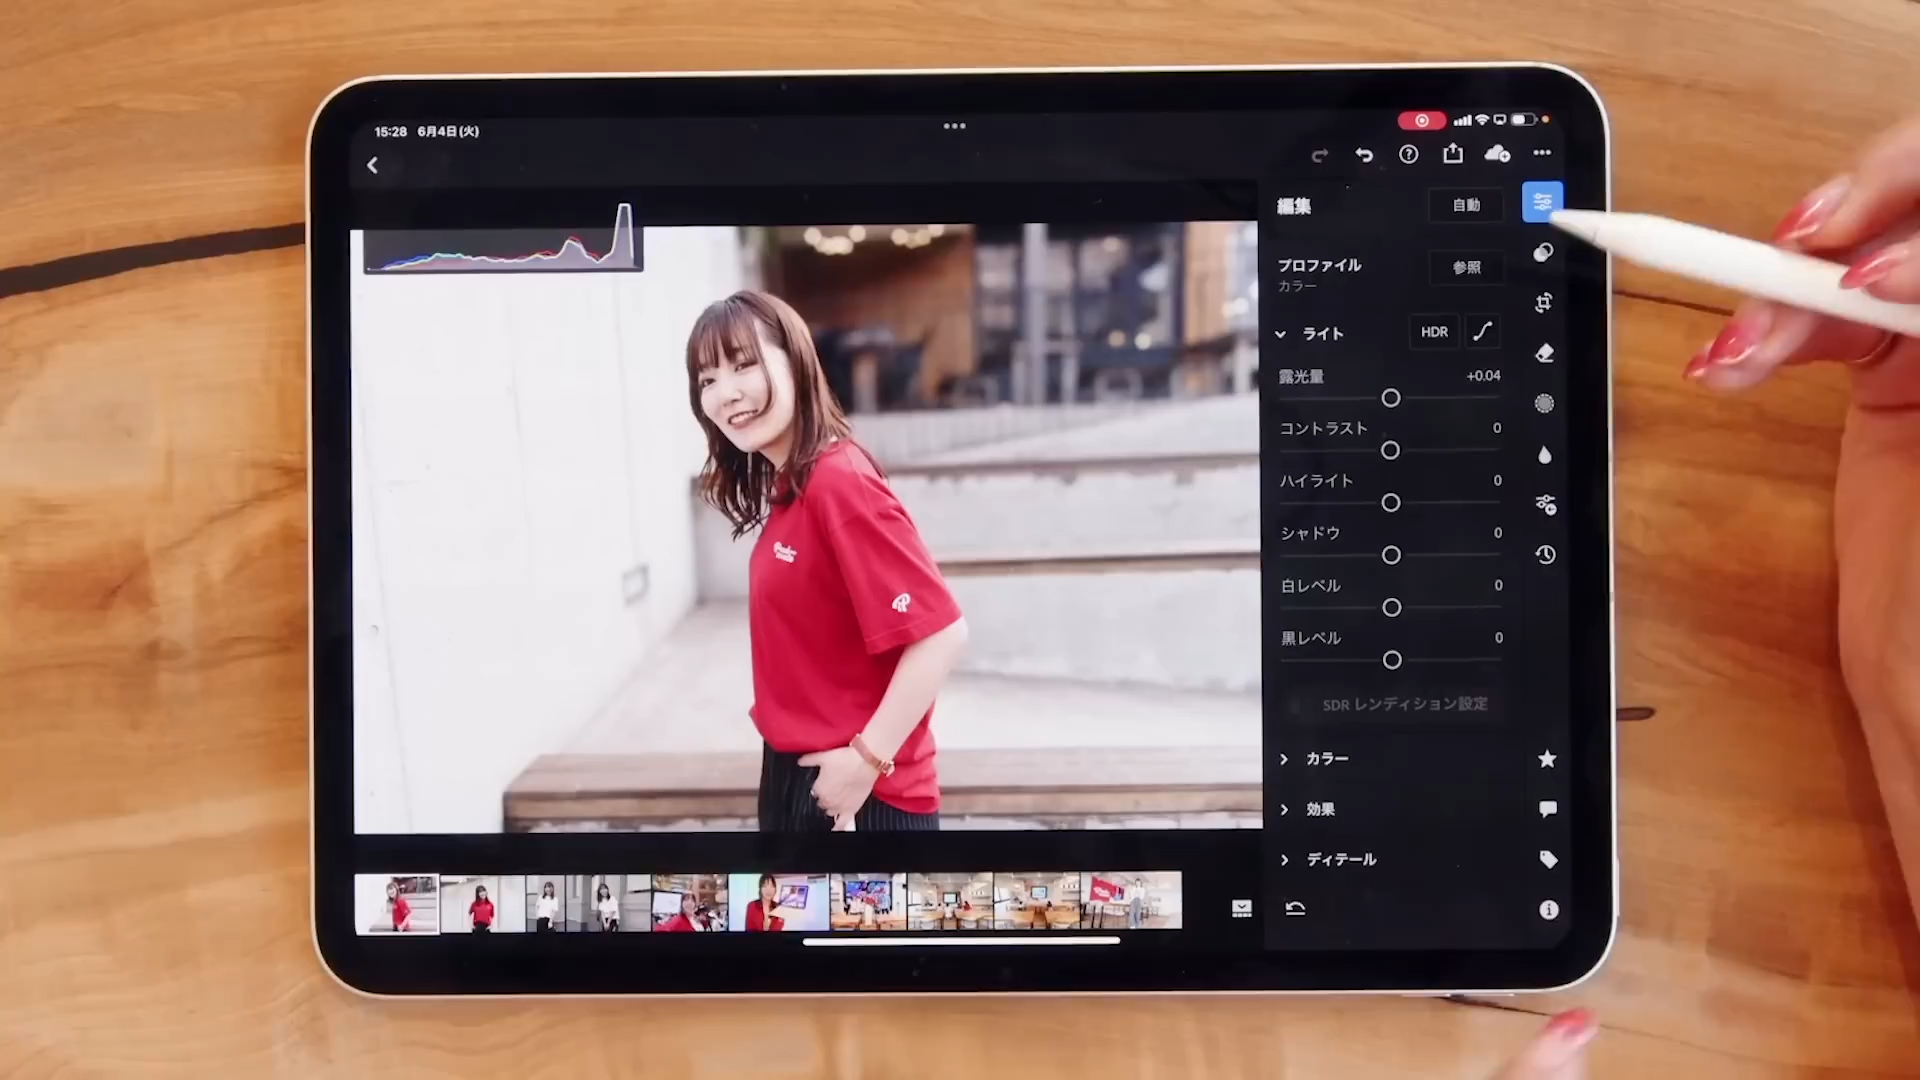 15:28 6月4日(火)
編集
自動
プロファイル
参照
カラー
ライト
HDR
露光量 +0.04
コントラスト 0
ハイライト 0
シャドウ 0
白レベル 0
黒レベル 0
SDR レンディション設定
カラー
効果
ディテール